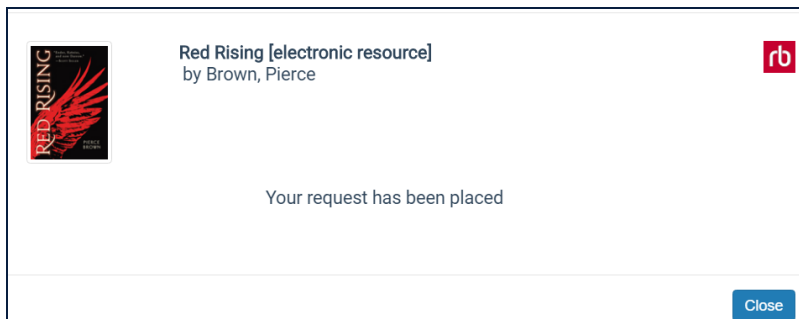 Red Rising [electronic resource]
by Brown, Pierce
rb
RED RISING
PIERCE
BROWN
Your request has been placed
Close